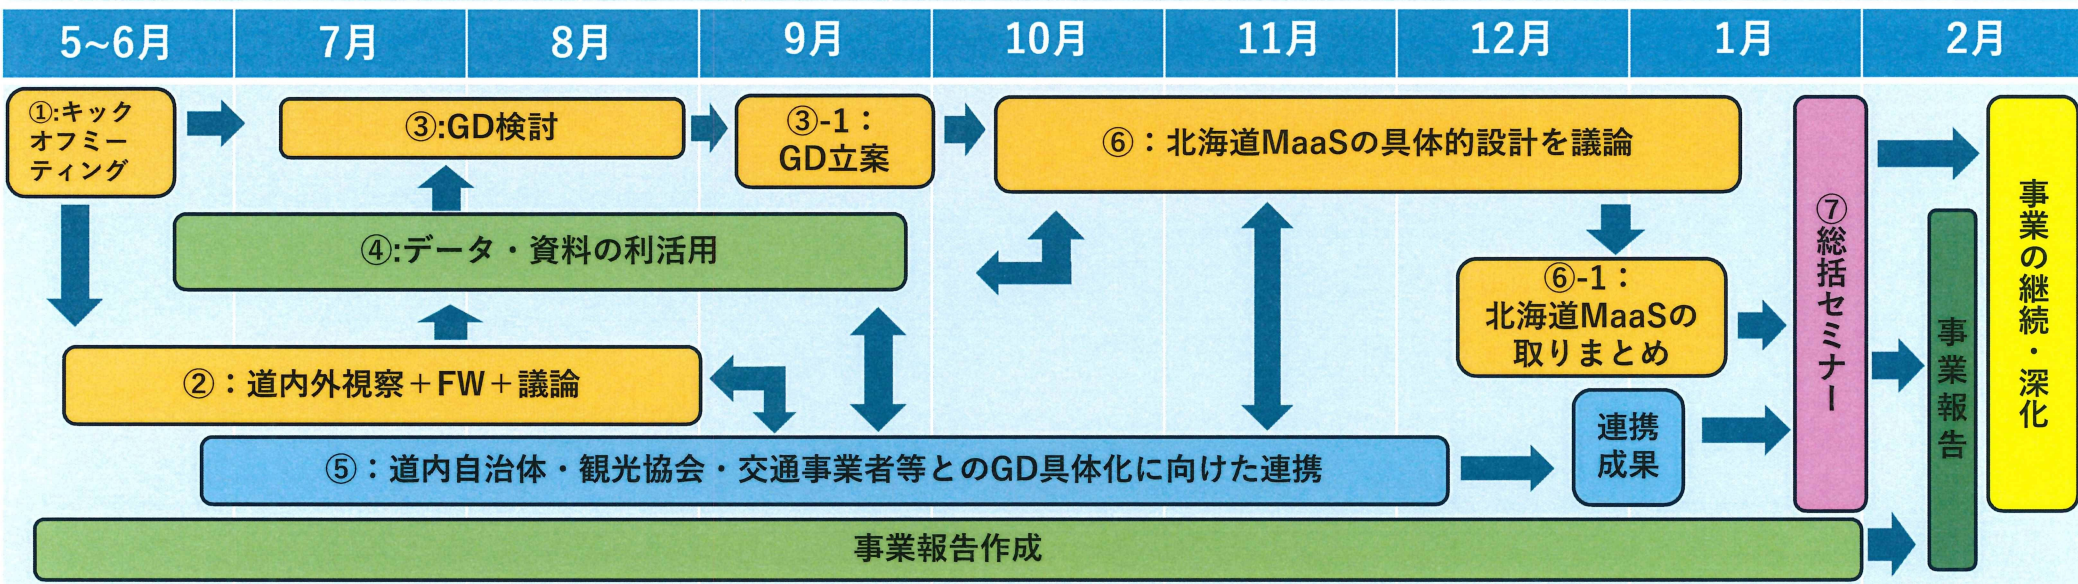 5~6月
7月
8月
9月
10月
11月
12月
1月
2月
①:キック
オフミー
ティング
③:GD検討
③-1：
GD立案
⑥：北海道MaaSの具体的設計を議論
④:データ・資料の利活用
⑥-1：
北海道MaaSの
取りまとめ
②：道内外視察＋FW＋議論
連携
成果
⑤：道内自治体・観光協会・交通事業者等とのGD具体化に向けた連携
事業報告作成
⑦総括セミナー
事業報告
事業の継続・深化